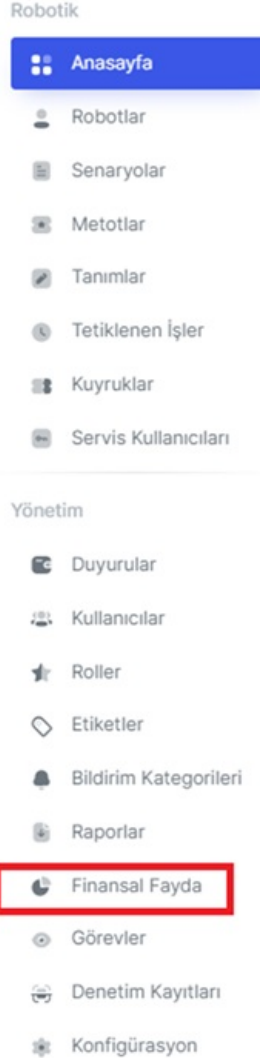 Robotik
Anasayfa
Robotlar
Senaryolar
Metotlar
Tanımlar
Tetiklenen İşler
Kuyruklar
Servis Kullanıcıları
Yönetim
Duyurular
Kullanıcılar
Roller
Etiketler
Bildirim Kategorileri
Raporlar
Finansal Fayda
Görevler
Denetim Kayıtları
Konfigürasyon